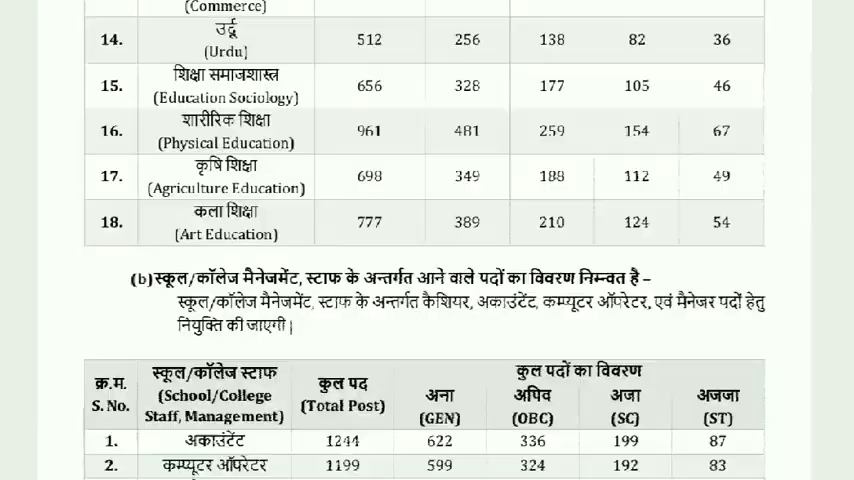 (Commerce)
14. उर्दू (Urdu) 512 256 138 82 36
15. शिक्षा समाजशास्त्र (Education Sociology) 656 328 177 105 46
16. शारीरिक शिक्षा (Physical Education) 961 481 259 154 67
17. कृषि शिक्षा (Agriculture Education) 698 349 188 112 49
18. कला शिक्षा (Art Education) 777 389 210 124 54
(b)स्कूल/कॉलेज मैनेजमेंट, स्टाफ के अन्तर्गत आने वाले पदों का विवरण निम्नवत है –
स्कूल/कॉलेज मैनेजमेंट, स्टाफ के अन्तर्गत कैशियर, अकाउंटेंट, कम्प्यूटर ऑपरेटर, एवं मैनेजर पदों हेतु
नियुक्ति की जाएगी|
क्र.म. S. No. स्कूल/कॉलेज स्टाफ (School/College Staff, Management) कुल पद (Total Post) कुल पदों का विवरण
अना (GEN) अपिव (OBC) अजा (SC) अजजा (ST)
1. अकाउंटेंट 1244 622 336 199 87
2. कम्प्यूटर ऑपरेटर 1199 599 324 192 83